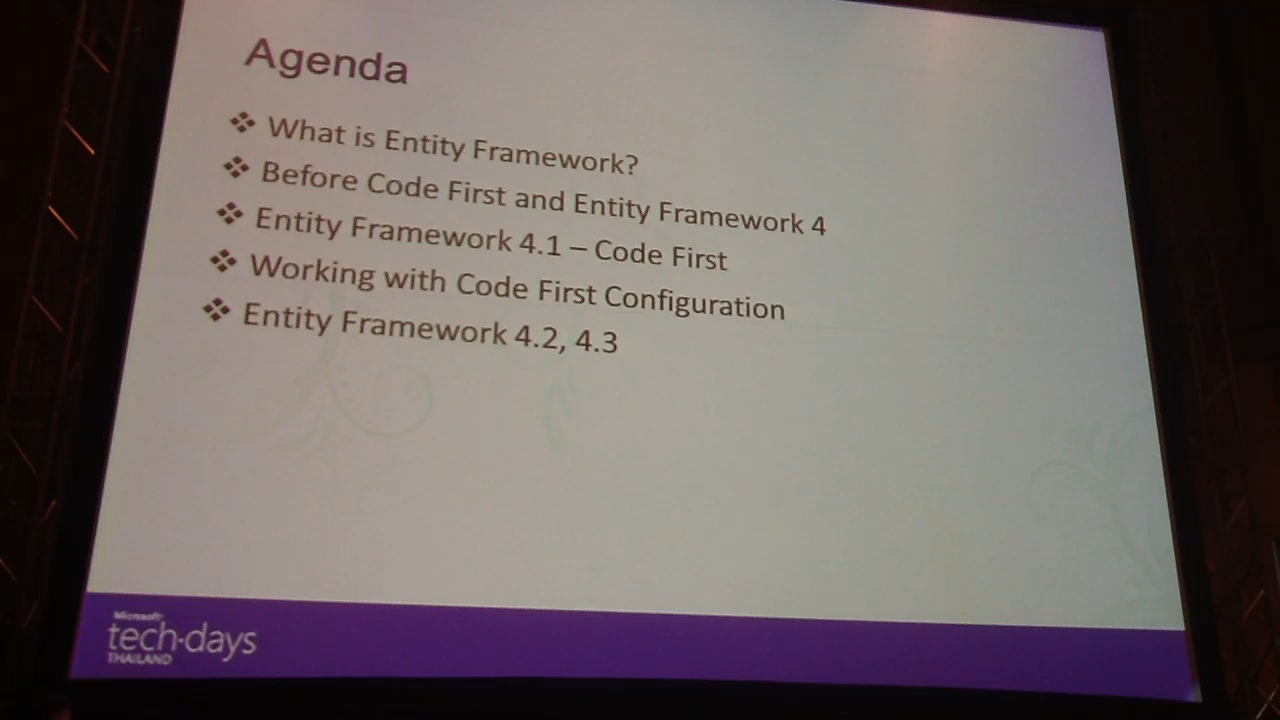 Agenda
What is Entity Framework?
Before Code First and Entity Framework 4
Entity Framework 4.1 – Code First
Working with Code First Configuration
Entity Framework 4.2, 4.3
Microsoft
tech·days
THAILAND